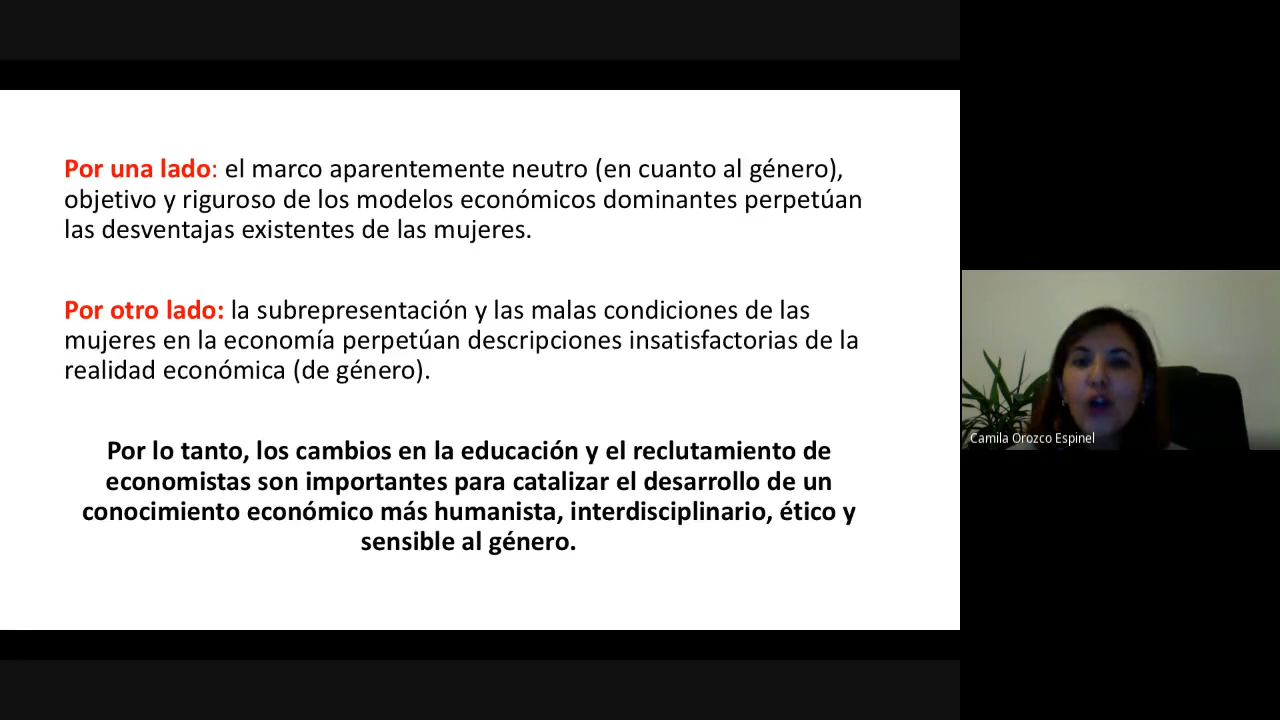 Por una lado: el marco aparentemente neutro (en cuanto al género),
objetivo y riguroso de los modelos económicos dominantes perpetúan
las desventajas existentes de las mujeres.
Por otro lado: la subrepresentación y las malas condiciones de las
mujeres en la economía perpetúan descripciones insatisfactorias de la
realidad económica (de género).
Por lo tanto, los cambios en la educación y el reclutamiento de
economistas son importantes para catalizar el desarrollo de un
conocimiento económico más humanista, interdisciplinario, ético y
sensible al género.
Camila Orozco Espinel